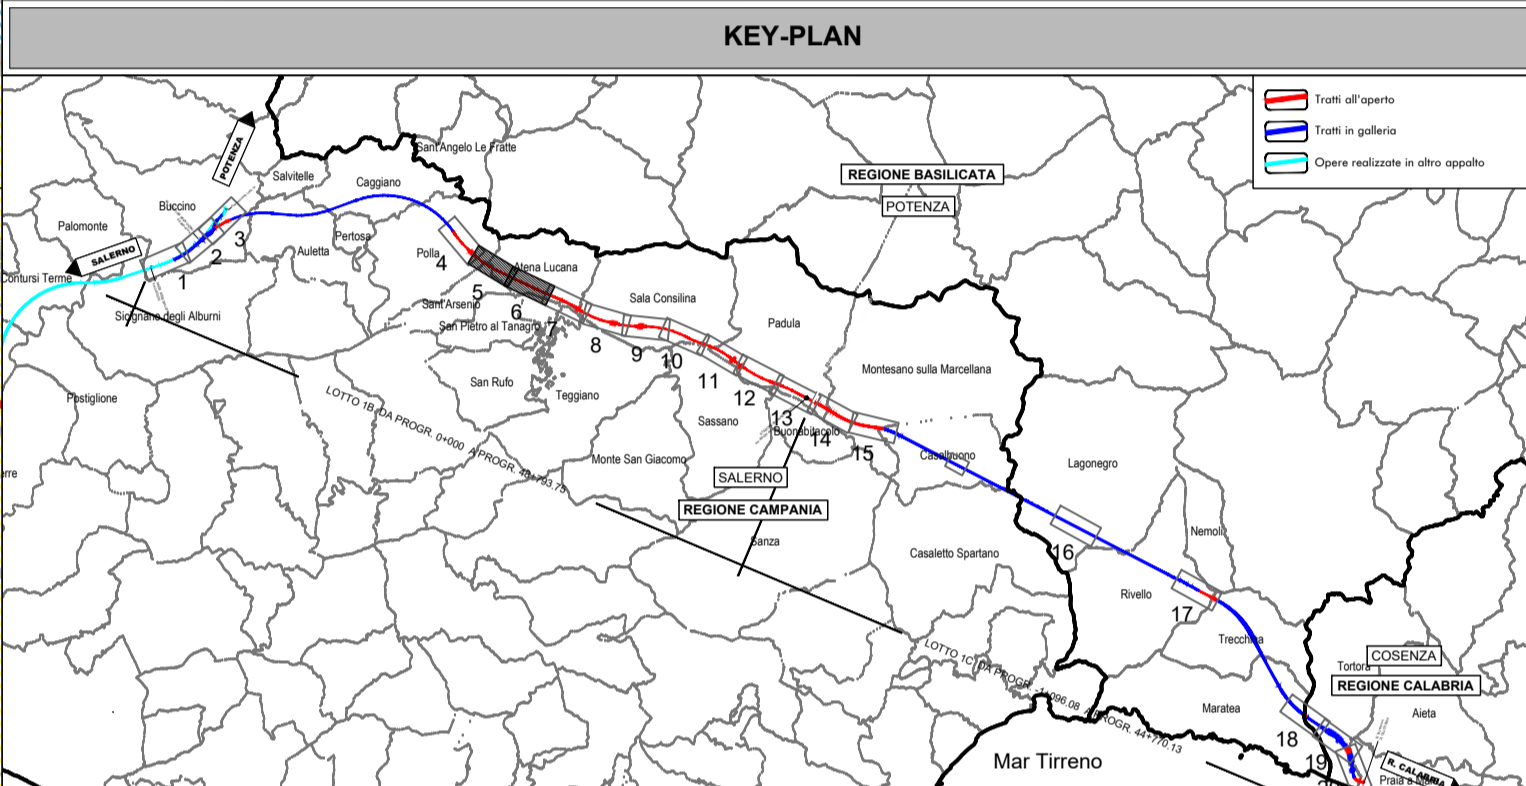 KEY-PLAN
Tratti all'aperto
Tratti in galleria
Opere realizzate in altro appalto
POTENZA
Sant'Angelo Le Fratte
Salvitelle
Caggiano
REGIONE BASILICATA
POTENZA
Buccino
Palomonte
Pertosa
Auletta
SALERNO
Polla
Contursi Terme
Atena Lucana
1
2
3
4
5
6
7
8
9
10
11
12
13
14
15
16
17
18
19
Sant'Arsenio
Sala Consilina
Sicignano degli Alburni
San Pietro al Tanagro
Padula
Montesano sulla Marcellana
San Rufo
Teggiano
Postiglione
Sassano
Buonabitacolo
LOTTO 1B (DA PROGR. 0+000 A PROGR. 48+793.75
Monte San Giacomo
Casalbuono
Lagonegro
SALERNO
REGIONE CAMPANIA
Sanza
Casaletto Spartano
Nemoli
Rivello
Trecchina
LOTTO 1C (DA PROGR. -1+096.08 A PROGR. 44+770.13
COSENZA
Tortora
REGIONE CALABRIA
Maratea
Aieta
Mar Tirreno
R. CALABRIA